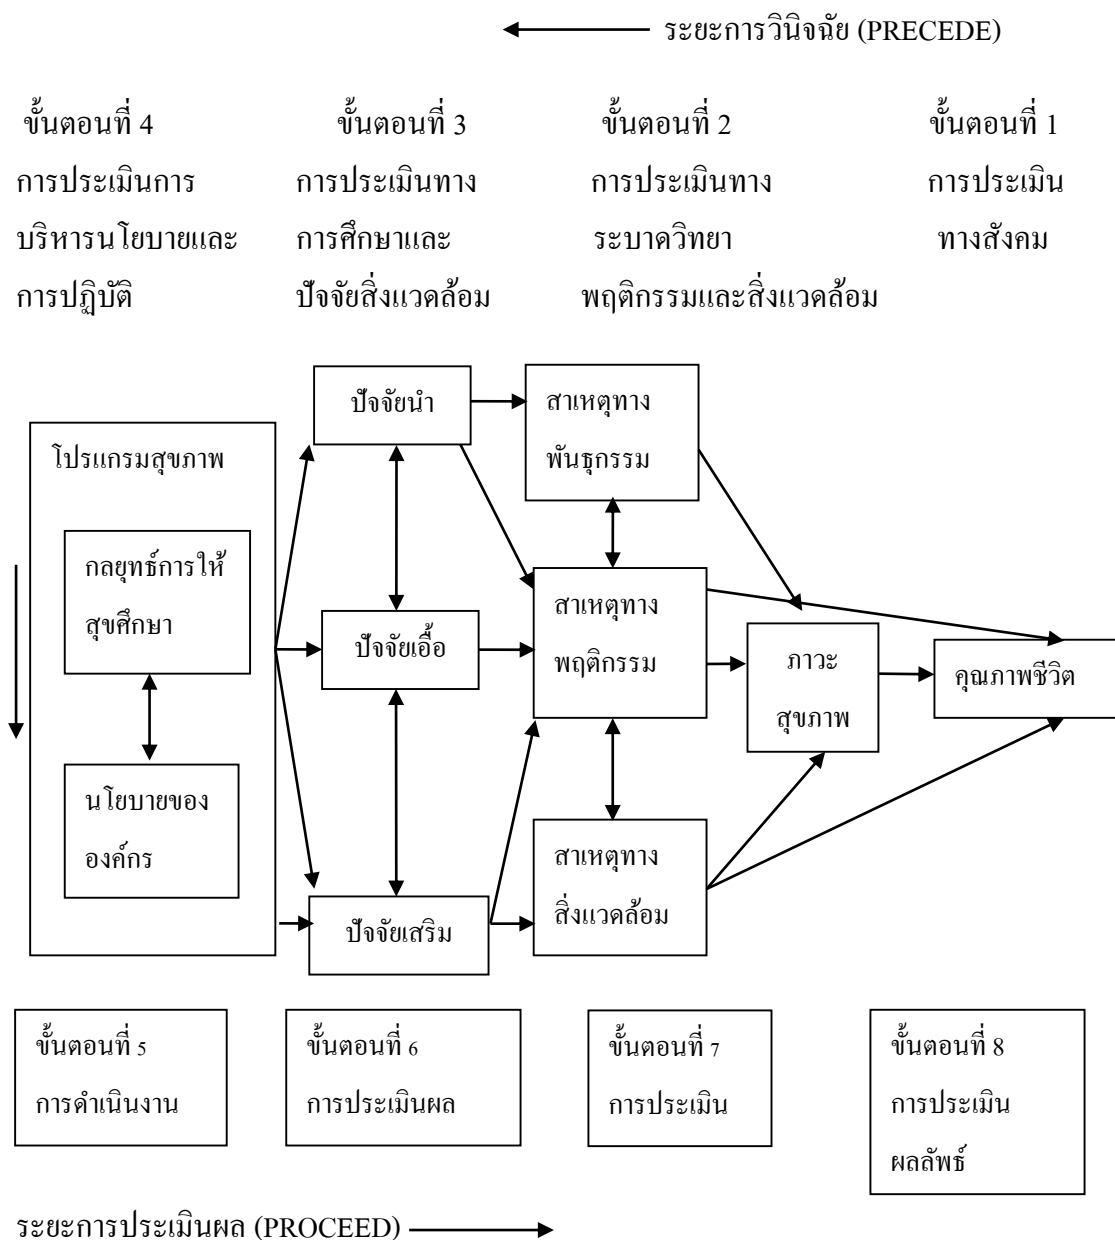 ระยะการวินิจฉัย (PRECEDE)
ขั้นตอนที่ 4
การประเมินการ
บริหารนโยบายและ
การปฏิบัติ
ขั้นตอนที่ 3
การประเมินทาง
การศึกษาและ
ปัจจัยสิ่งแวดล้อม
ขั้นตอนที่ 2
การประเมินทาง
ระบาดวิทยา
พฤติกรรมและสิ่งแวดล้อม
ขั้นตอนที่ 1
การประเมิน
ทางสังคม
โปรแกรมสุขภาพ
กลยุทธ์การให้
สุขศึกษา
นโยบายของ
องค์กร
ปัจจัยนำ
ปัจจัยเอื้อ
ปัจจัยเสริม
สาเหตุทาง
พันธุกรรม
สาเหตุทาง
พฤติกรรม
สาเหตุทาง
สิ่งแวดล้อม
ภาวะ
สุขภาพ
คุณภาพชีวิต
ขั้นตอนที่ 5
การดำเนินงาน
ขั้นตอนที่ 6
การประเมินผล
ขั้นตอนที่ 7
การประเมิน
ขั้นตอนที่ 8
การประเมิน
ผลลัพธ์
ระยะการประเมินผล (PROCEED)